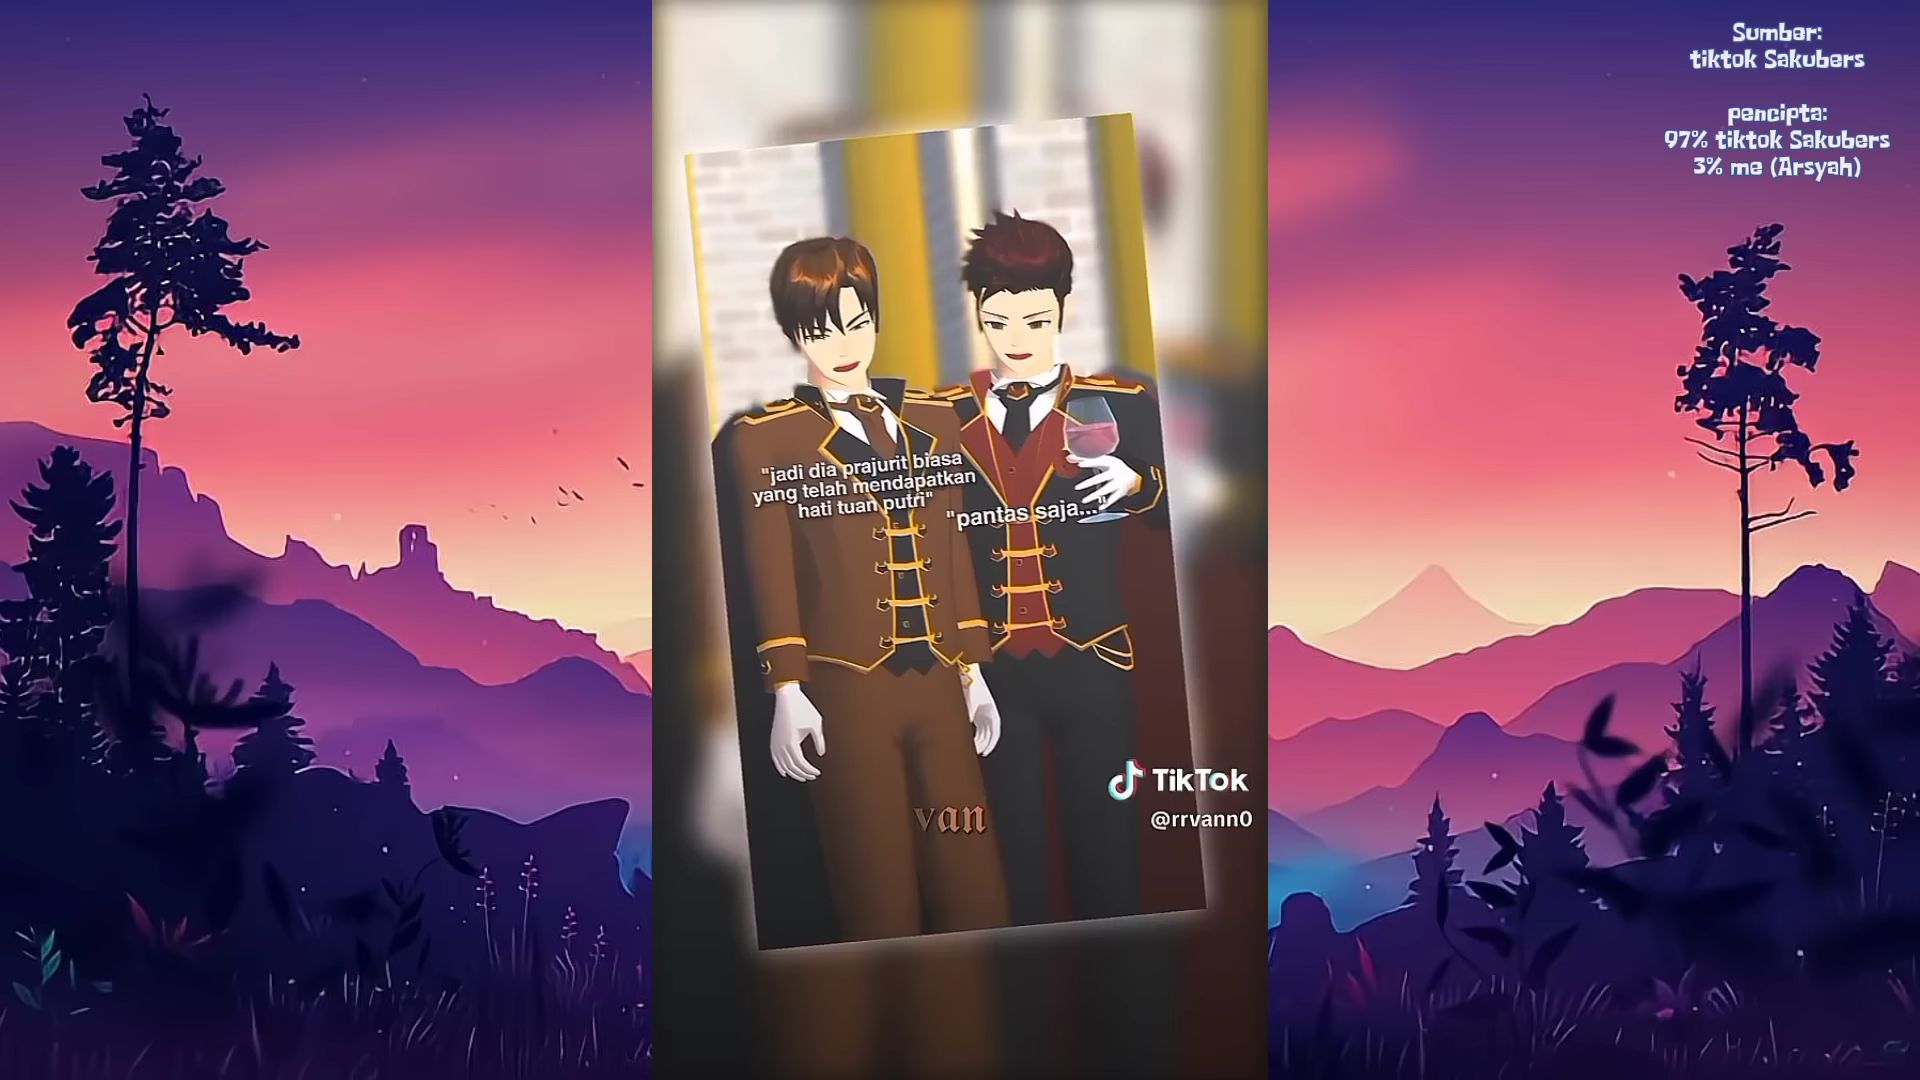 Sumber:
tiktok Sakubers
pencipta:
97% tiktok Sakubers
3% me (Arsyah)
"jadi dia prajurit biasa
yang telah mendapatkan
hati tuan putri"
"pantas saja..."
van
TikTok
@rrvann0